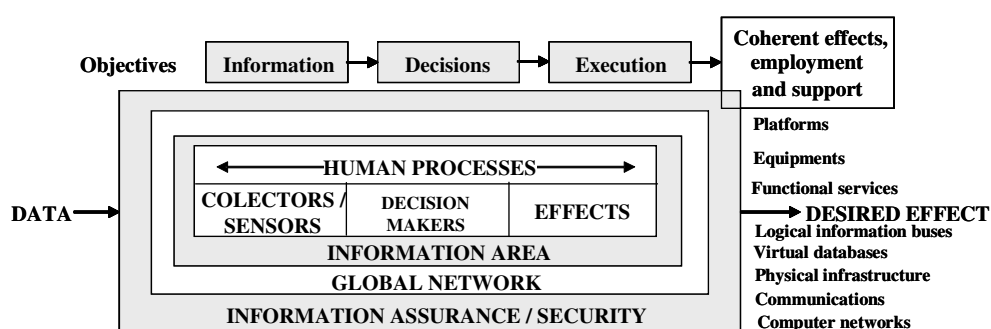 Objectives
Information
Decisions
Execution
Coherent effects,
employment
and support
Platforms
Equipments
Functional services
DATA
HUMAN PROCESSES
COLECTORS /
SENSORS
DECISION
MAKERS
EFFECTS
INFORMATION AREA
GLOBAL NETWORK
INFORMATION ASSURANCE / SECURITY
DESIRED EFFECT
Logical information buses
Virtual databases
Physical infrastructure
Communications
Computer networks